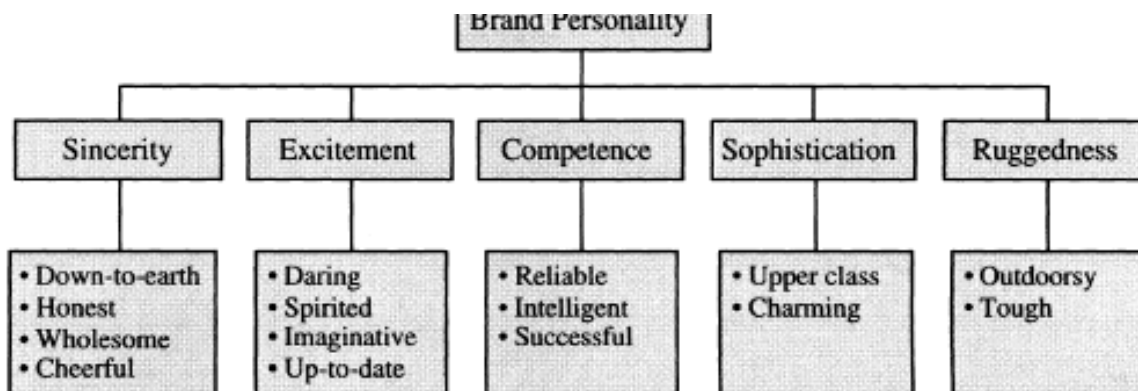 Brand Personality
Sincerity
Excitement
Competence
Sophistication
Ruggedness
• Down-to-earth
• Honest
• Wholesome
• Cheerful
• Daring
• Spirited
• Imaginative
• Up-to-date
• Reliable
• Intelligent
• Successful
• Upper class
• Charming
• Outdoorsy
• Tough